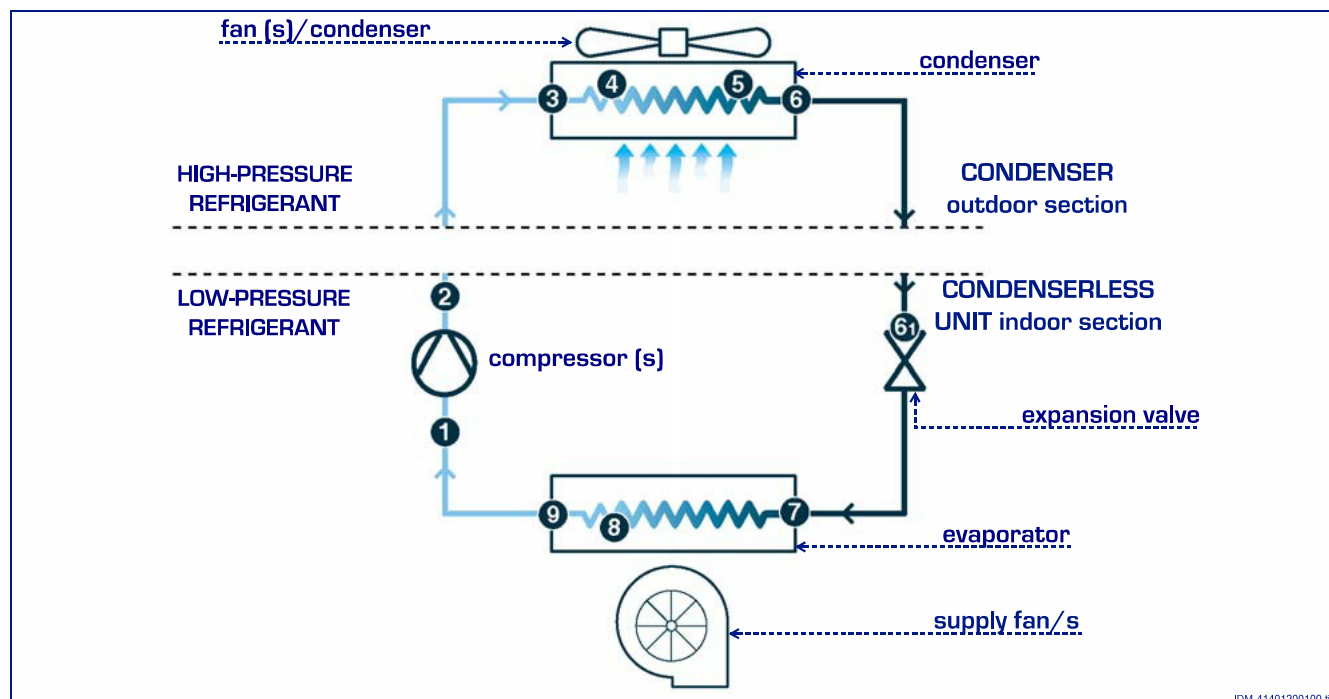 fan (s)/condenser
condenser
3
4
5
6
HIGH-PRESSURE
REFRIGERANT
CONDENSER
outdoor section
LOW-PRESSURE
REFRIGERANT
CONDENSERLESS
UNIT indoor section
2
61
compressor (s)
expansion valve
1
9
8
7
evaporator
supply fan/s